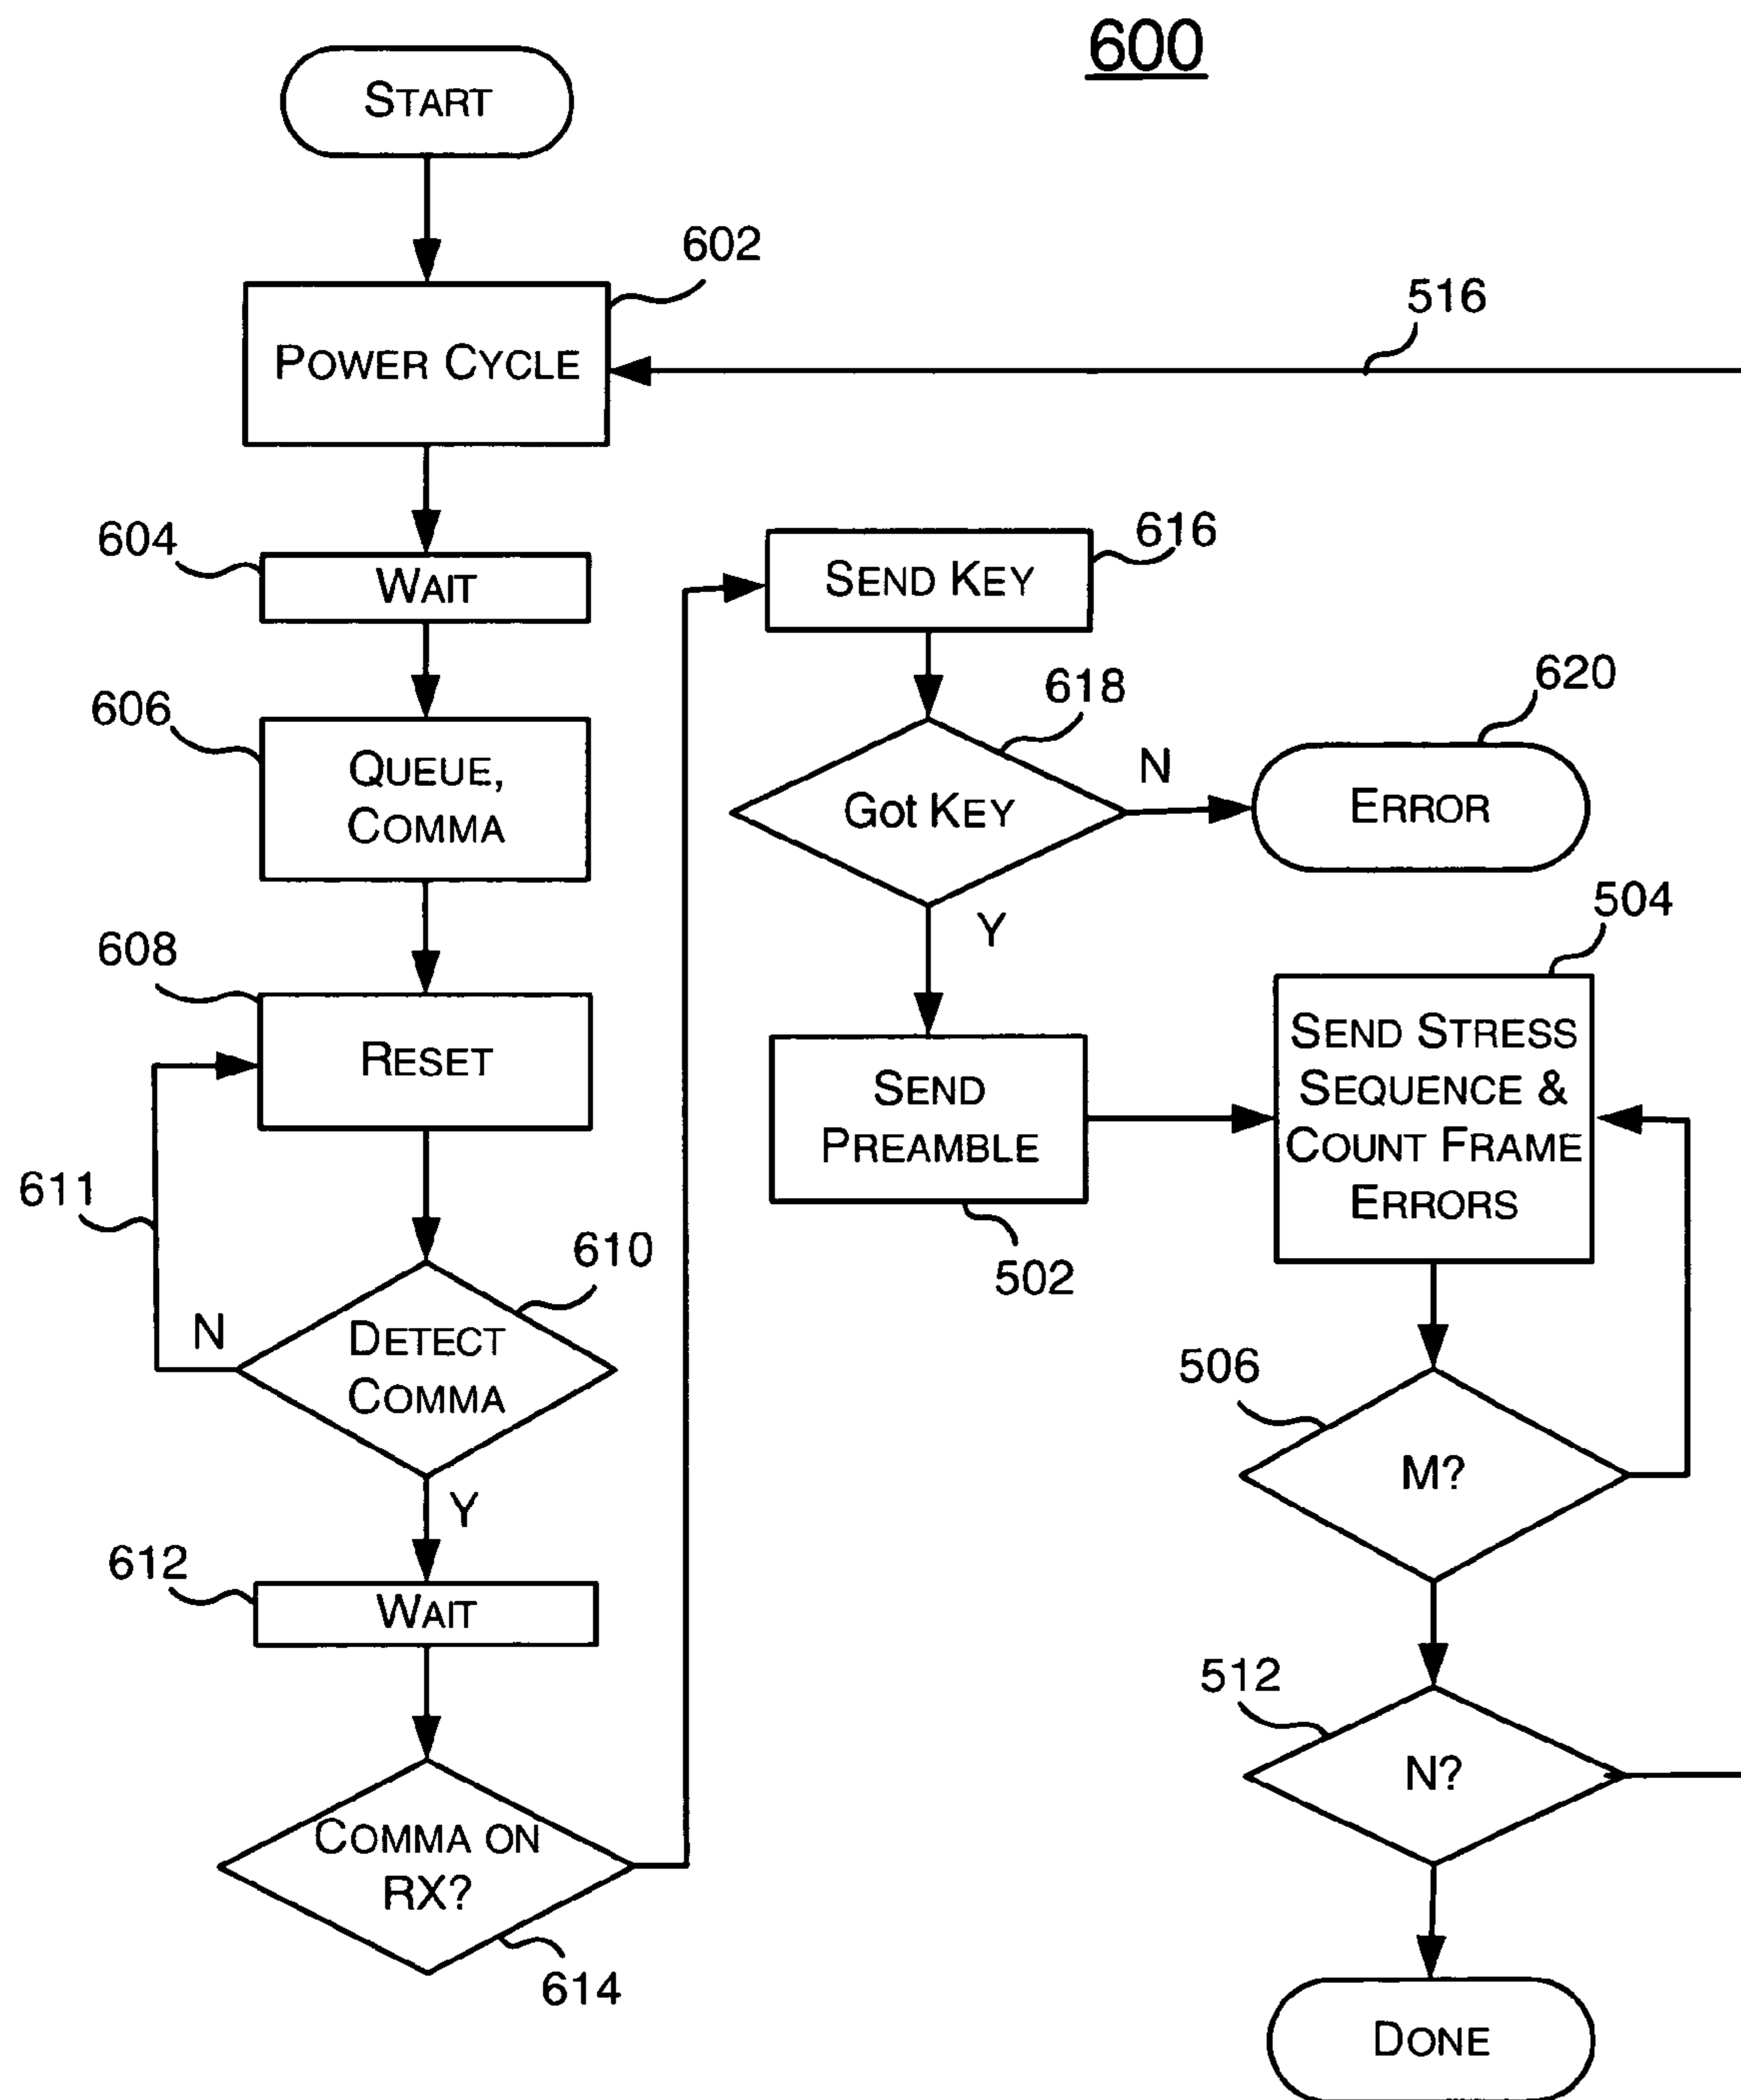 600
START
602
POWER CYCLE
516
604
WAIT
606
QUEUE,
COMMA
608
RESET
611
610
N
DETECT
COMMA
Y
612
WAIT
COMMA ON
RX?
614
616
SEND KEY
618
Got KEY
N
620
ERROR
Y
SEND
PREAMBLE
502
504
SEND STRESS
SEQUENCE &
COUNT FRAME
ERRORS
506
M?
512
N?
DONE